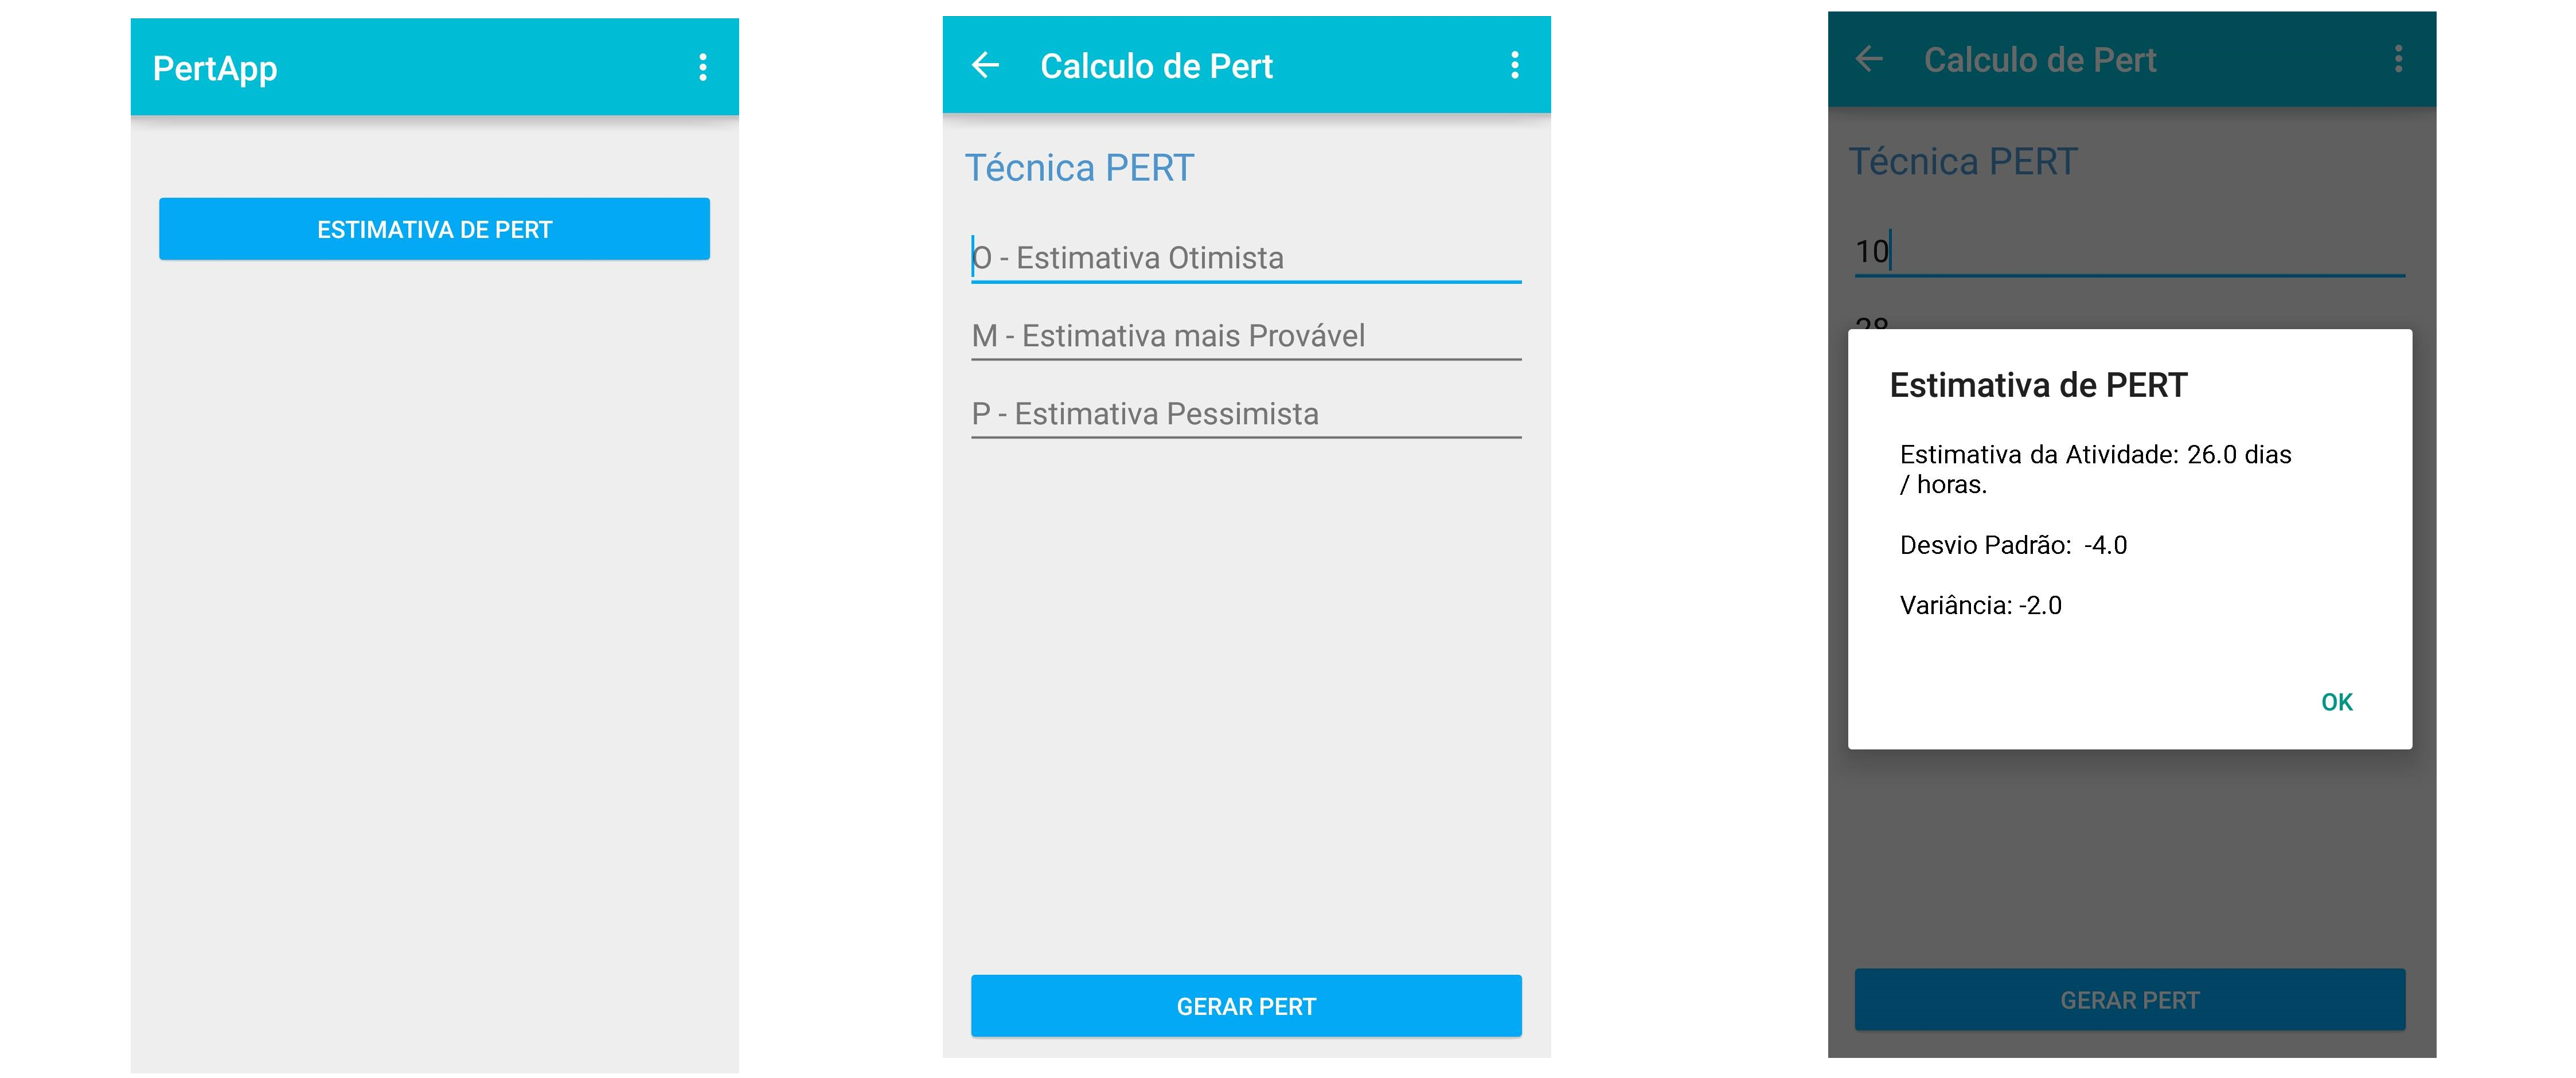 PertApp
ESTIMATIVA DE PERT
Calculo de Pert
Técnica PERT
O - Estimativa Otimista
M - Estimativa mais Provável
P - Estimativa Pessimista
GERAR PERT
Calculo de Pert
Técnica PERT
10
28
Estimativa de PERT
Estimativa da Atividade: 26.0 dias
/ horas.
Desvio Padrão: -4.0
Variância: -2.0
OK
GERAR PERT